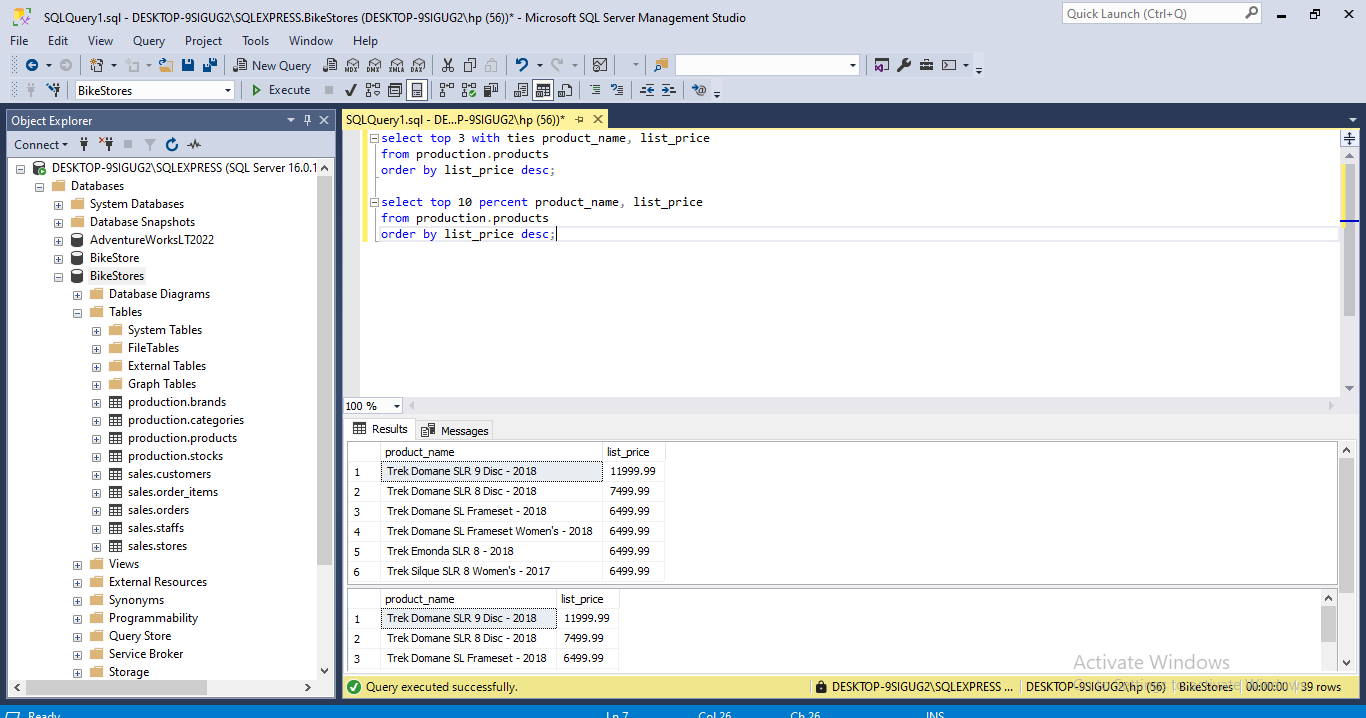 SQLQuery1.sql - DESKTOP-9SIGUG2\SQLEXPRESS.BikeStores (DESKTOP-9SIGUG2\hp (56))* - Microsoft SQL Server Management Studio
Quick Launch (Ctrl+Q)
File Edit View Query Project Tools Window Help
New Query MDX DMX XMLA DAX
BikeStores Execute
Object Explorer
Connect
DESKTOP-9SIGUG2\SQLEXPRESS (SQL Server 16.0.1
Databases
System Databases
Database Snapshots
AdventureWorksLT2022
BikeStore
BikeStores
Database Diagrams
Tables
System Tables
FileTables
External Tables
Graph Tables
production.brands
production.categories
production.products
production.stocks
sales.customers
sales.order_items
sales.orders
sales.staffs
sales.stores
Views
External Resources
Synonyms
Programmability
Query Store
Service Broker
Storage
SQLQuery1.sql - DE...P-9SIGUG2\hp (56))*
select top 3 with ties product_name, list_price
from production.products
order by list_price desc;
select top 10 percent product_name, list_price
from production.products
order by list_price desc;
100 %
Results Messages
product_name list_price
1 Trek Domane SLR 9 Disc - 2018 11999.99
2 Trek Domane SLR 8 Disc - 2018 7499.99
3 Trek Domane SL Frameset - 2018 6499.99
4 Trek Domane SL Frameset Women's - 2018 6499.99
5 Trek Emonda SLR 8 - 2018 6499.99
6 Trek Silque SLR 8 Women's - 2017 6499.99
product_name list_price
1 Trek Domane SLR 9 Disc - 2018 11999.99
2 Trek Domane SLR 8 Disc - 2018 7499.99
3 Trek Domane SL Frameset - 2018 6499.99
Activate Windows
Go to Settings to activate Windows.
Query executed successfully. DESKTOP-9SIGUG2\SQLEXPRESS ... DESKTOP-9SIGUG2\hp (56) BikeStores 00:00:00 39 rows
Ready Ln 7 Col 26 Ch 26 INS